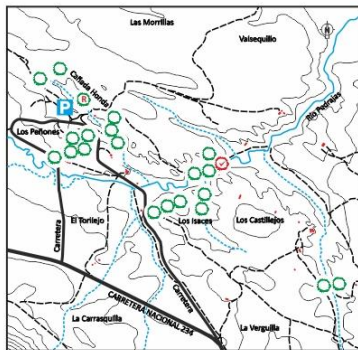 Las Morrillas
Valsequillo
N
Cañada Honda
R
P
Río Pedrajas
Los Peñones
El Torilejo
Los Isaces
Los Castillejos
Carretera
Carretera
CARRETERA NACIONAL 234
La Carrasquilla
La Verguilla